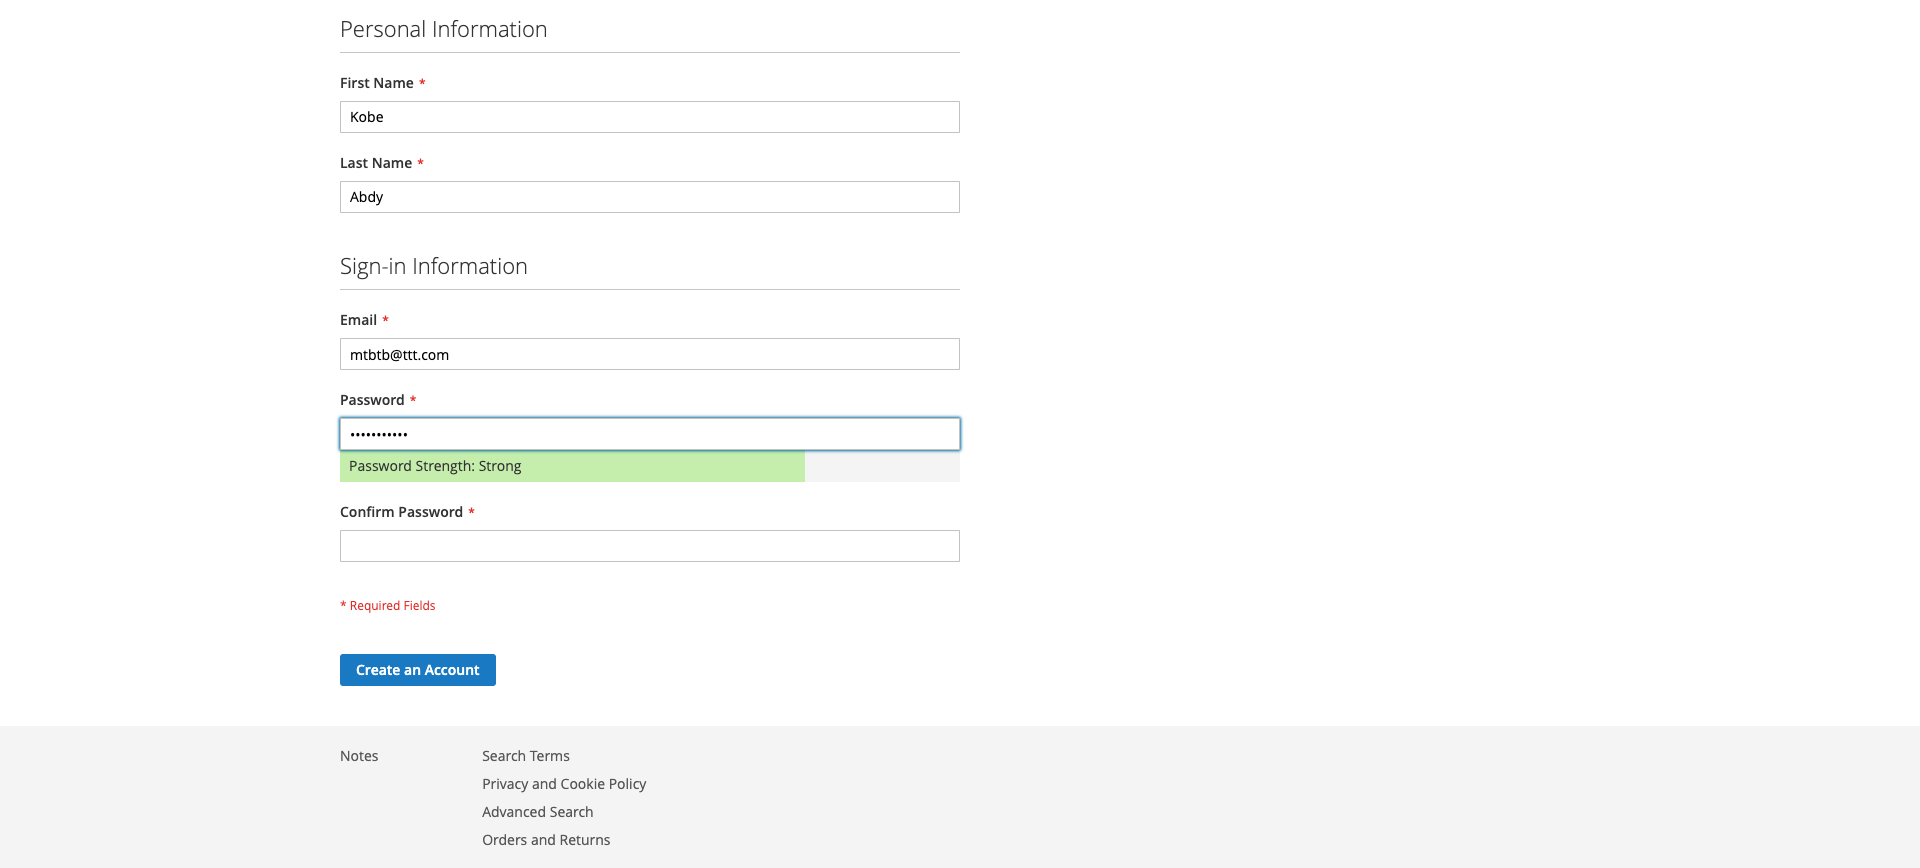 Personal Information
First Name *
Kobe
Last Name *
Abdy
Sign-in Information
Email *
mtbtb@ttt.com
Password *
•••••••••••
Password Strength: Strong
Confirm Password *
* Required Fields
Create an Account
Notes
Search Terms
Privacy and Cookie Policy
Advanced Search
Orders and Returns